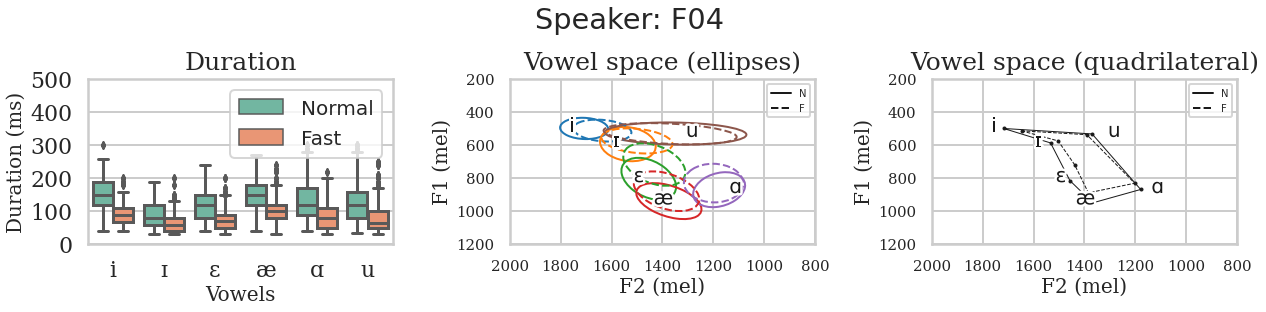 Speaker: F04
Duration
Duration (ms)
500
400
300
200
100
0
Normal
Fast
i ɪ ɛ æ ɑ u
Vowels
Vowel space (ellipses)
F1 (mel)
200
400
600
800
1000
1200
N
F
i
ɪ
u
ɛ
æ
ɑ
2000 1800 1600 1400 1200 1000 800
F2 (mel)
Vowel space (quadrilateral)
F1 (mel)
200
400
600
800
1000
1200
N
F
i
ɪ
u
ɛ
æ
ɑ
2000 1800 1600 1400 1200 1000 800
F2 (mel)